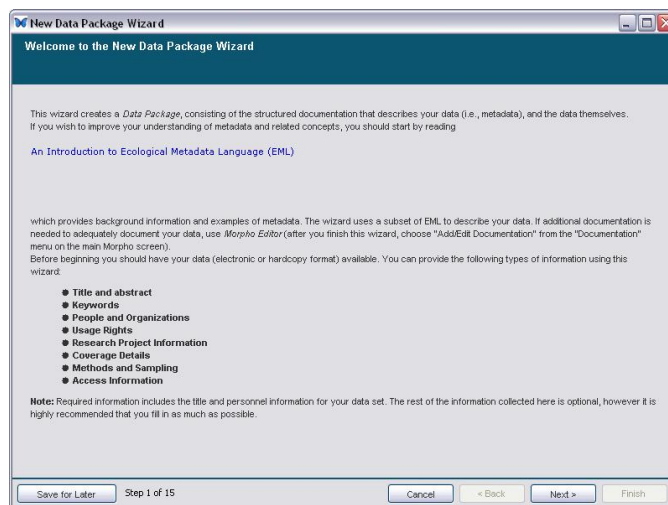 New Data Package Wizard
Welcome to the New Data Package Wizard
This wizard creates a Data Package, consisting of the structured documentation that describes your data (i.e., metadata), and the data themselves.
If you wish to improve your understanding of metadata and related concepts, you should start by reading
An Introduction to Ecological Metadata Language (EML)
which provides background information and examples of metadata. The wizard uses a subset of EML to describe your data. If additional documentation is
needed to adequately document your data, use Morpho Editor (after you finish this wizard, choose "Add/Edit Documentation" from the "Documentation"
menu on the main Morpho screen).
Before beginning you should have your data (electronic or hardcopy format) available. You can provide the following types of information using this
wizard:
Title and abstract
Keywords
People and Organizations
Usage Rights
Research Project Information
Coverage Details
Methods and Sampling
Access Information
Note: Required information includes the title and personnel information for your data set. The rest of the information collected here is optional, however it is
highly recommended that you fill in as much as possible.
Save for Later Step 1 of 15 Cancel < Back Next > Finish